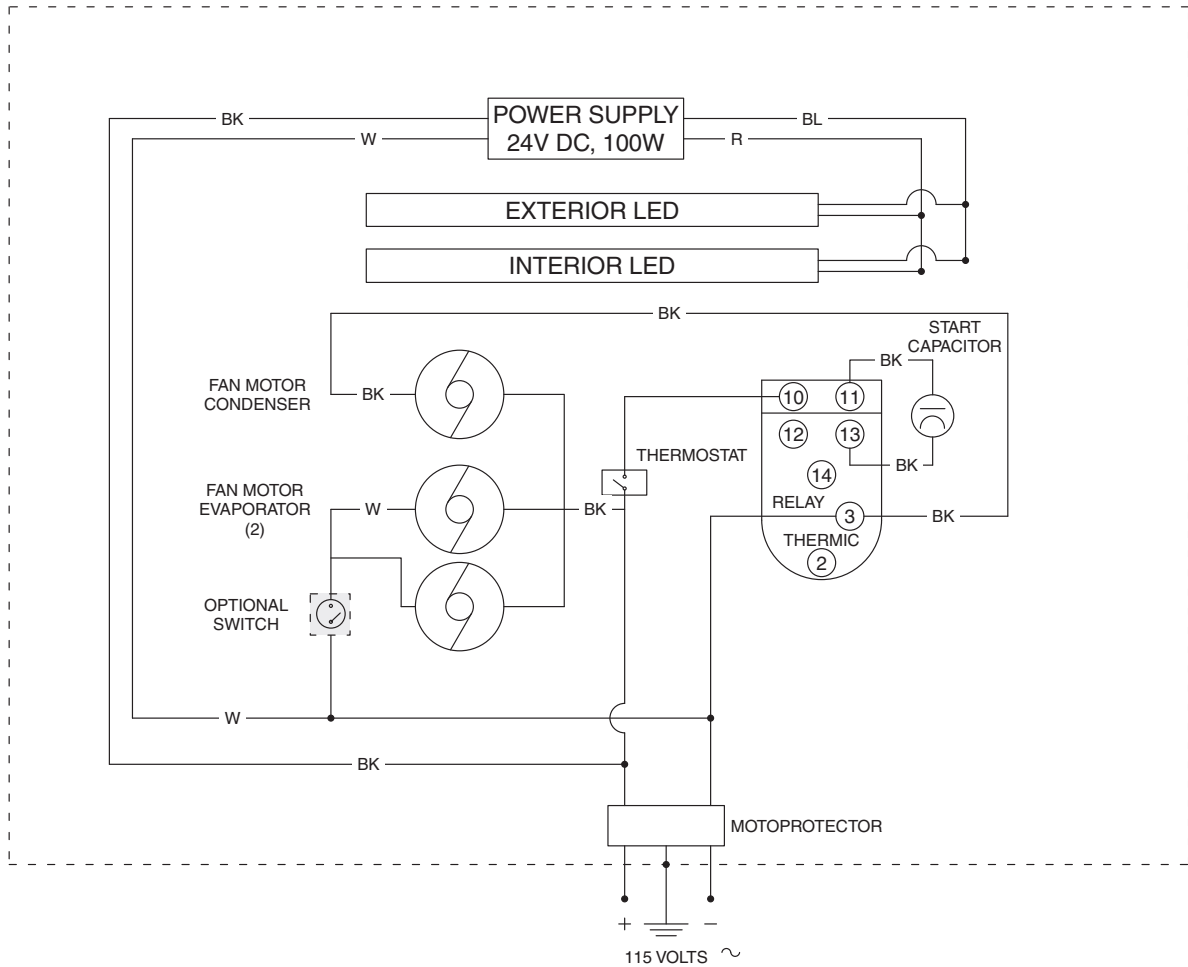 POWER SUPPLY
24V DC, 100W
BK
W
BL
R
EXTERIOR LED
INTERIOR LED
BK
START
CAPACITOR
BK
FAN MOTOR
CONDENSER
BK
10
11
12
13
14
BK
THERMOSTAT
FAN MOTOR
EVAPORATOR
(2)
W
BK
RELAY
3
BK
THERMIC
2
OPTIONAL
SWITCH
W
BK
MOTOPROTECTOR
+
−
115 VOLTS ~